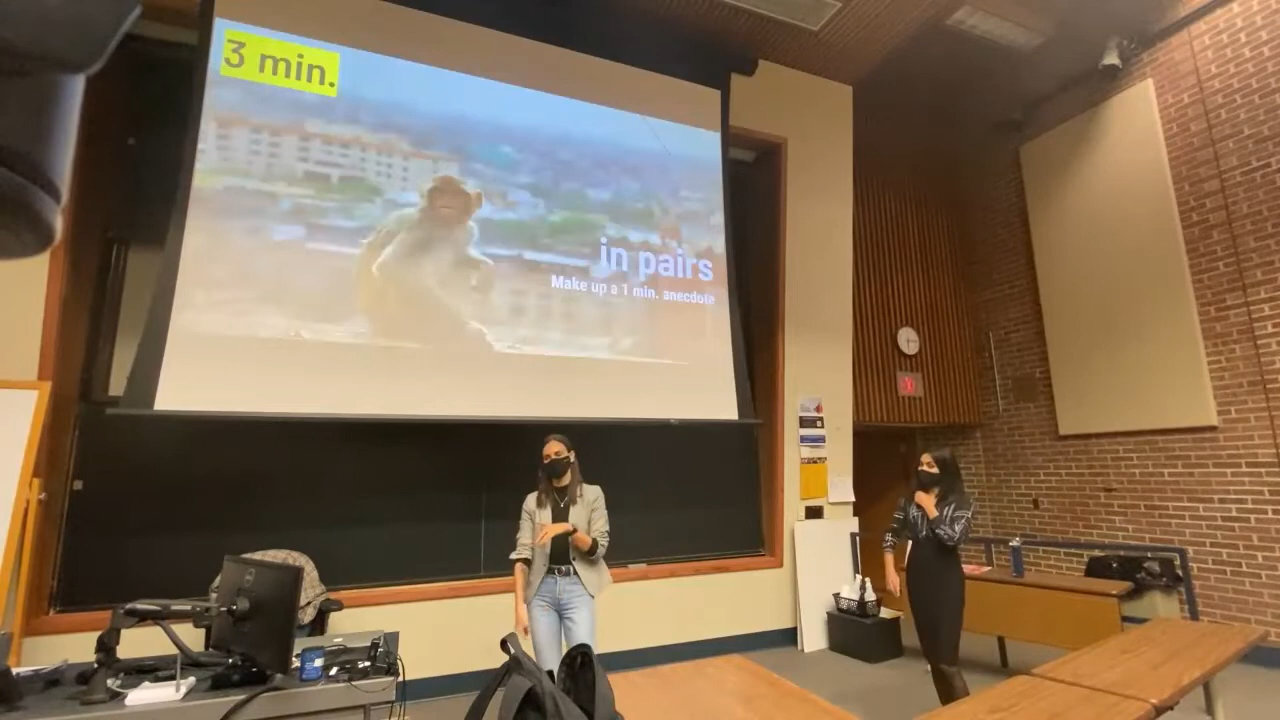 3 min.
in pairs
Make up a 1 min. anecdote